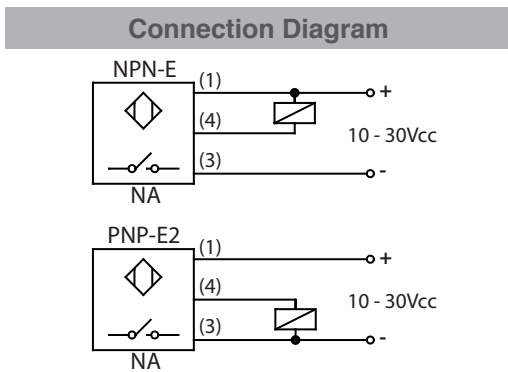 Connection Diagram
NPN-E
(1)
+
(4)
10 - 30Vcc
(3)
-
NA
PNP-E2
(1)
+
(4)
10 - 30Vcc
(3)
-
NA